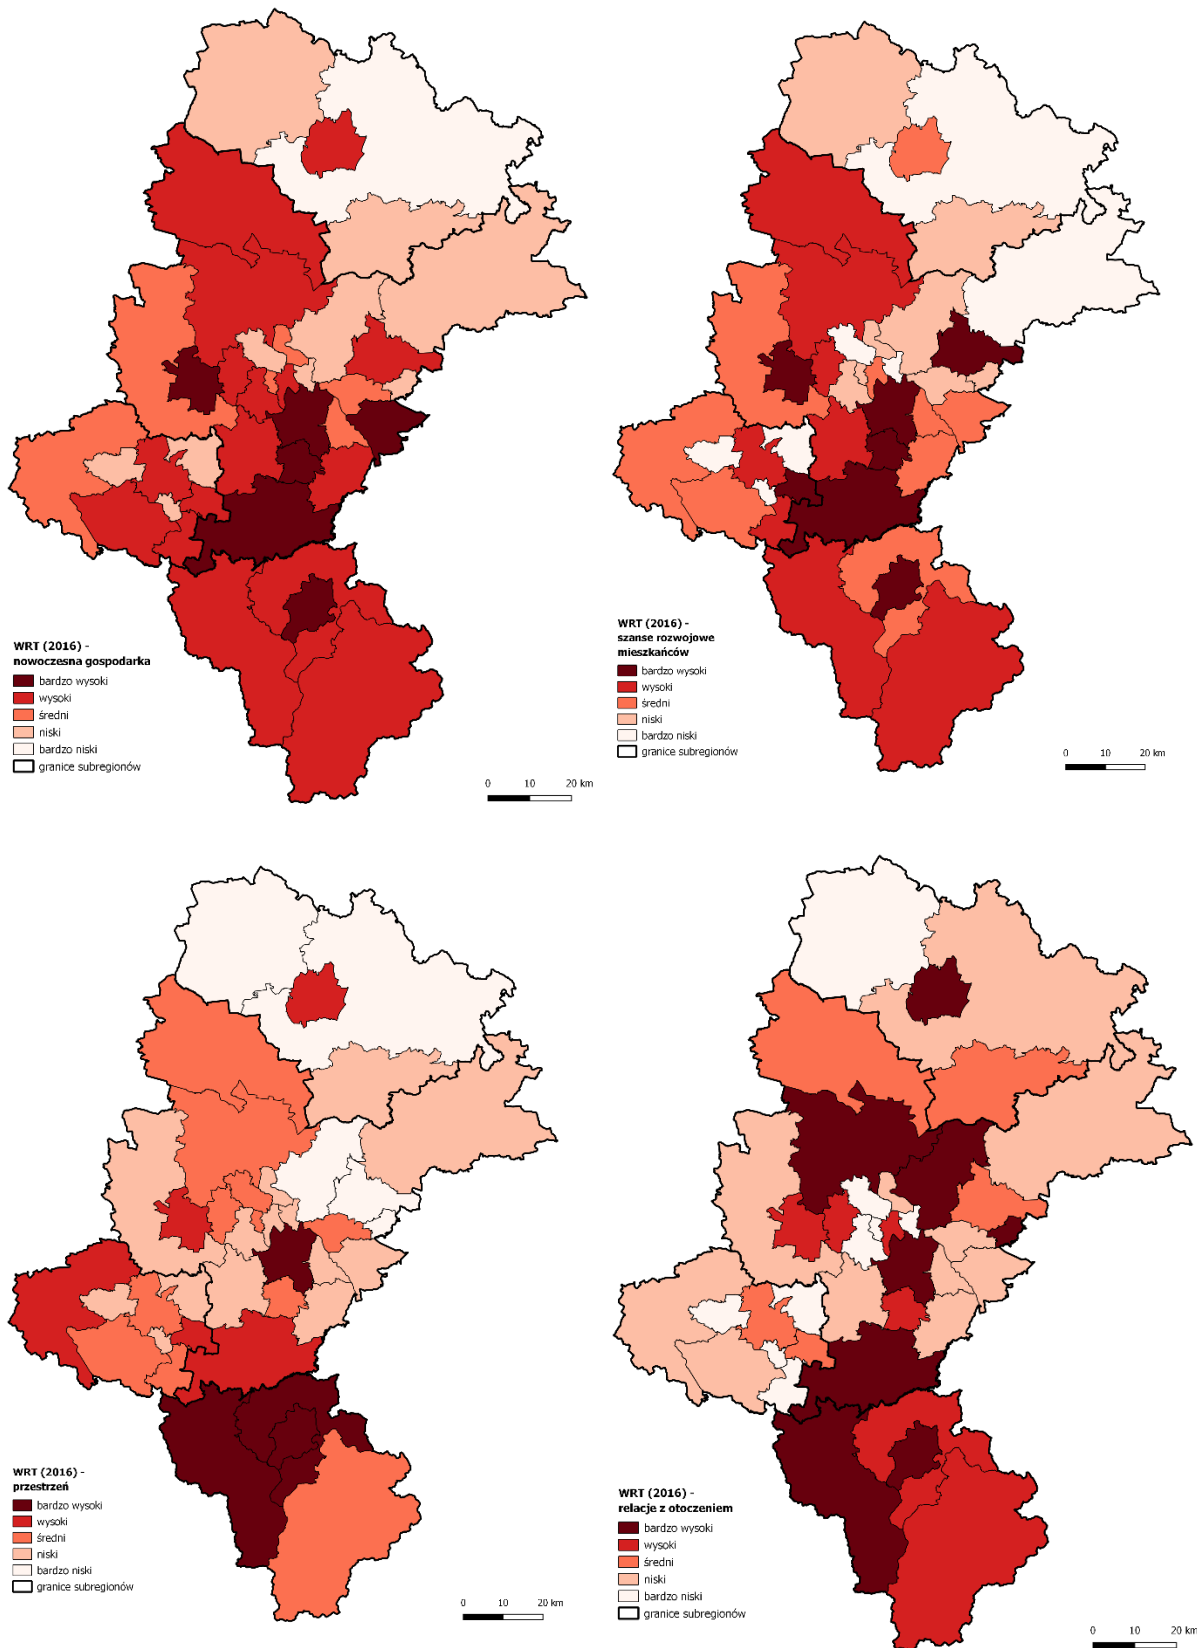 WRT (2016) -
nowoczesna gospodarka
bardzo wysoki
wysoki
średni
niski
bardzo niski
granice subregionów
0 10 20 km
WRT (2016) -
szanse rozwojowe
mieszkańców
bardzo wysoki
wysoki
średni
niski
bardzo niski
granice subregionów
0 10 20 km
WRT (2016) -
przestrzeń
bardzo wysoki
wysoki
średni
niski
bardzo niski
granice subregionów
0 10 20 km
WRT (2016) -
relacje z otoczeniem
bardzo wysoki
wysoki
średni
niski
bardzo niski
granice subregionów
0 10 20 km